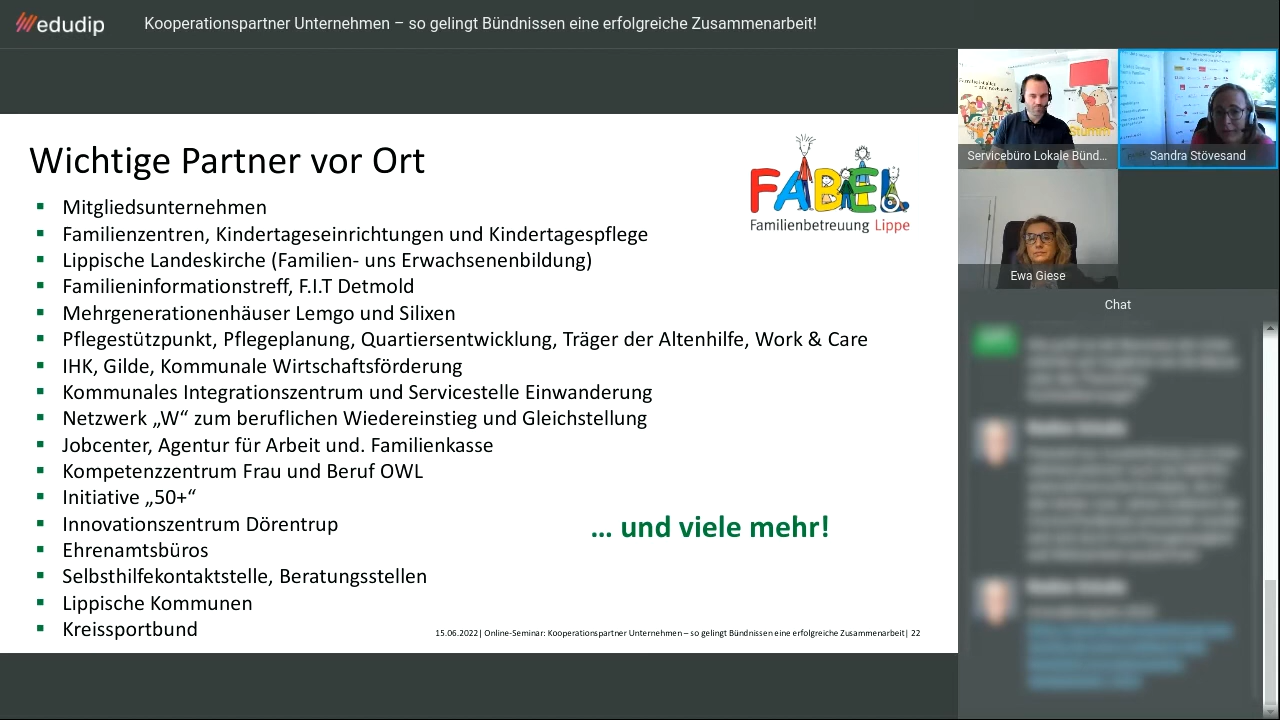 edudip
Kooperationspartner Unternehmen – so gelingt Bündnissen eine erfolgreiche Zusammenarbeit!
Wichtige Partner vor Ort
FABEL
Familienbetreuung Lippe
Mitgliedsunternehmen
Familienzentren, Kindertageseinrichtungen und Kindertagespflege
Lippische Landeskirche (Familien- uns Erwachsenenbildung)
Familieninformationstreff, F.I.T Detmold
Mehrgenerationenhäuser Lemgo und Silixen
Pflegestützpunkt, Pflegeplanung, Quartiersentwicklung, Träger der Altenhilfe, Work & Care
IHK, Gilde, Kommunale Wirtschaftsförderung
Kommunales Integrationszentrum und Servicestelle Einwanderung
Netzwerk „W“ zum beruflichen Wiedereinstieg und Gleichstellung
Jobcenter, Agentur für Arbeit und. Familienkasse
Kompetenzzentrum Frau und Beruf OWL
Initiative „50+“
Innovationszentrum Dörentrup
Ehrenamtsbüros
Selbsthilfekontaktstelle, Beratungsstellen
Lippische Kommunen
Kreissportbund
… und viele mehr!
15.06.2022| Online-Seminar: Kooperationspartner Unternehmen – so gelingt Bündnissen eine erfolgreiche Zusammenarbeit| 22
Stumm
Servicebüro Lokale Bünd...
Sandra Stövesand
Ewa Giese
Chat